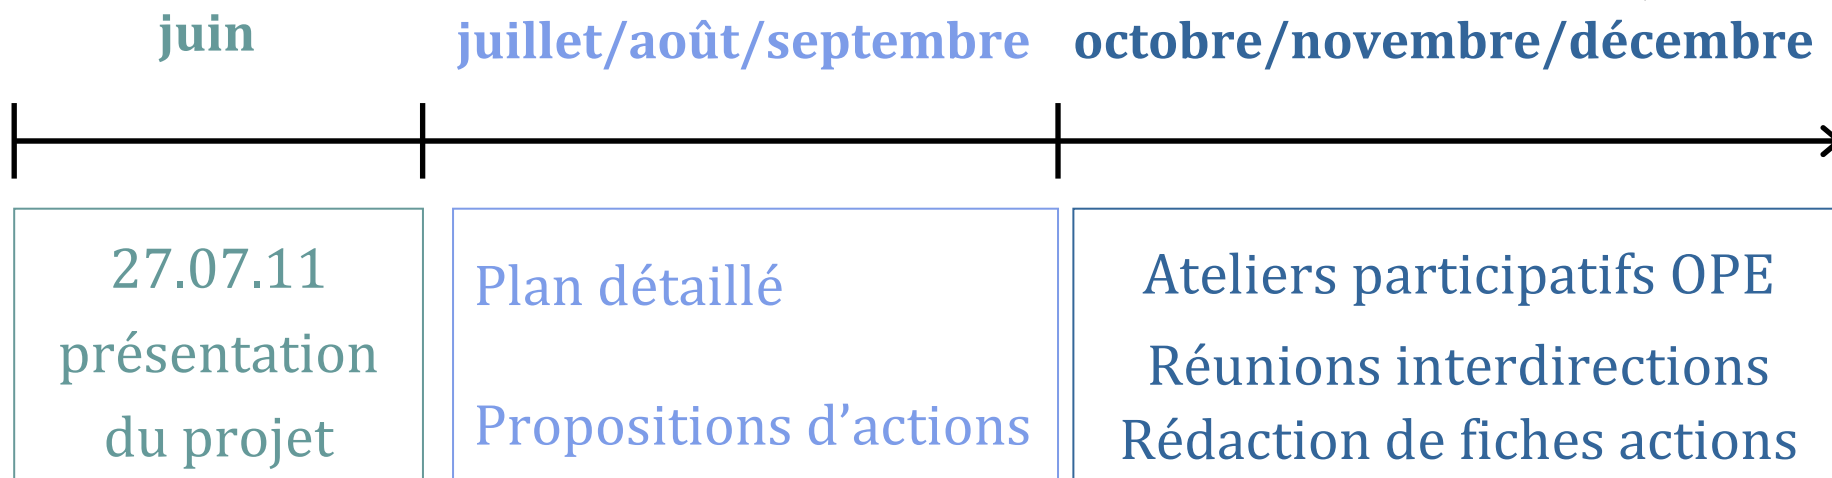 juin
juillet/août/septembre
octobre/novembre/décembre
27.07.11
présentation
du projet
Plan détaillé
Propositions d’actions
Ateliers participatifs OPE
Réunions interdirections
Rédaction de fiches actions